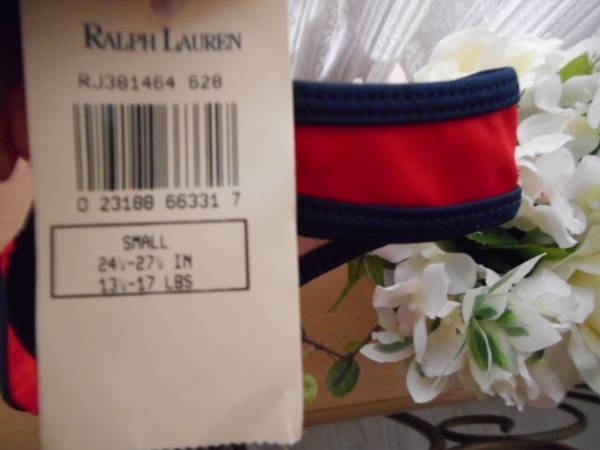 RALPH LAUREN
RJ381464 628
0 23188 66331 7
SMALL
24½-27½ IN
13½-17 LBS